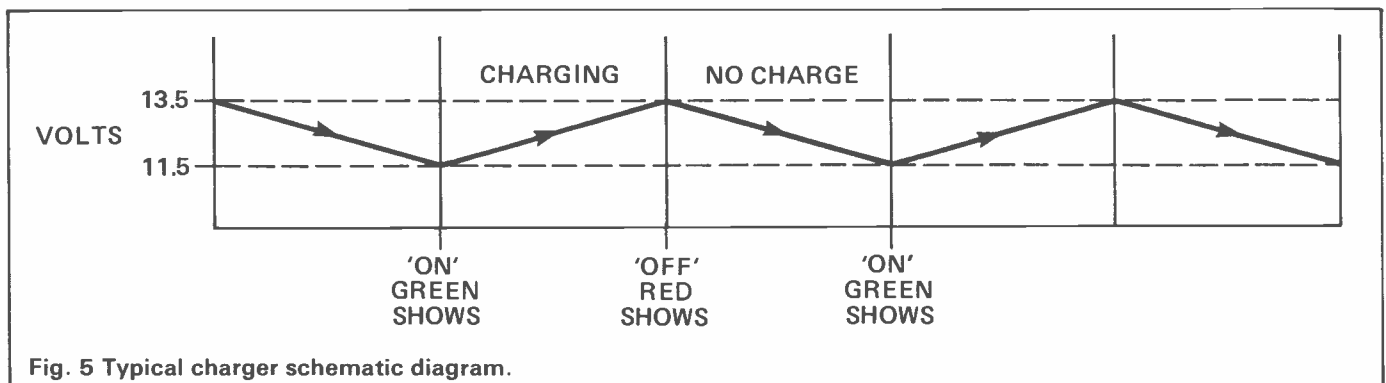 CHARGING NO CHARGE
13.5
VOLTS
11.5
'ON'
GREEN
SHOWS
'OFF'
RED
SHOWS
'ON'
GREEN
SHOWS
Fig. 5 Typical charger schematic diagram.